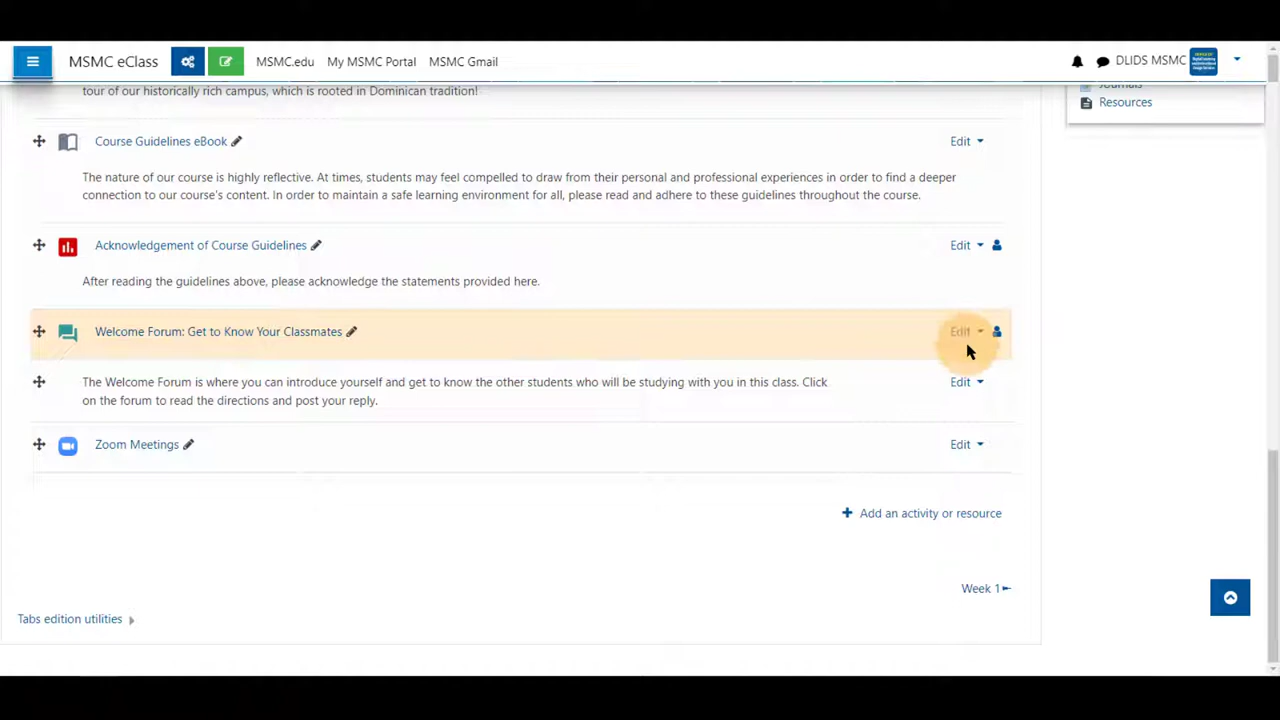 MSMC eClass
MSMC.edu
My MSMC Portal
MSMC Gmail
DLIDS MSMC
tour of our historically rich campus, which is rooted in Dominican tradition!
Journals
Resources
Course Guidelines eBook
Edit
The nature of our course is highly reflective. At times, students may feel compelled to draw from their personal and professional experiences in order to find a deeper
connection to our course's content. In order to maintain a safe learning environment for all, please read and adhere to these guidelines throughout the course.
Acknowledgement of Course Guidelines
Edit
After reading the guidelines above, please acknowledge the statements provided here.
Welcome Forum: Get to Know Your Classmates
Edit
The Welcome Forum is where you can introduce yourself and get to know the other students who will be studying with you in this class. Click
on the forum to read the directions and post your reply.
Edit
Zoom Meetings
Edit
+ Add an activity or resource
Week 1
Tabs edition utilities